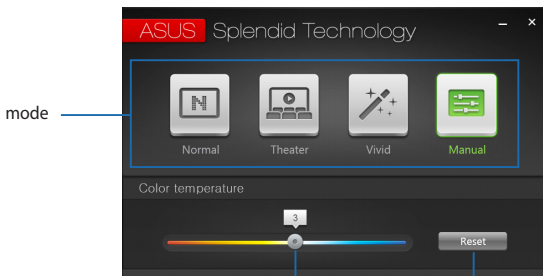 ASUS Splendid Technology
mode
N
Normal Theater Vivid Manual
Color temperature
3
Reset